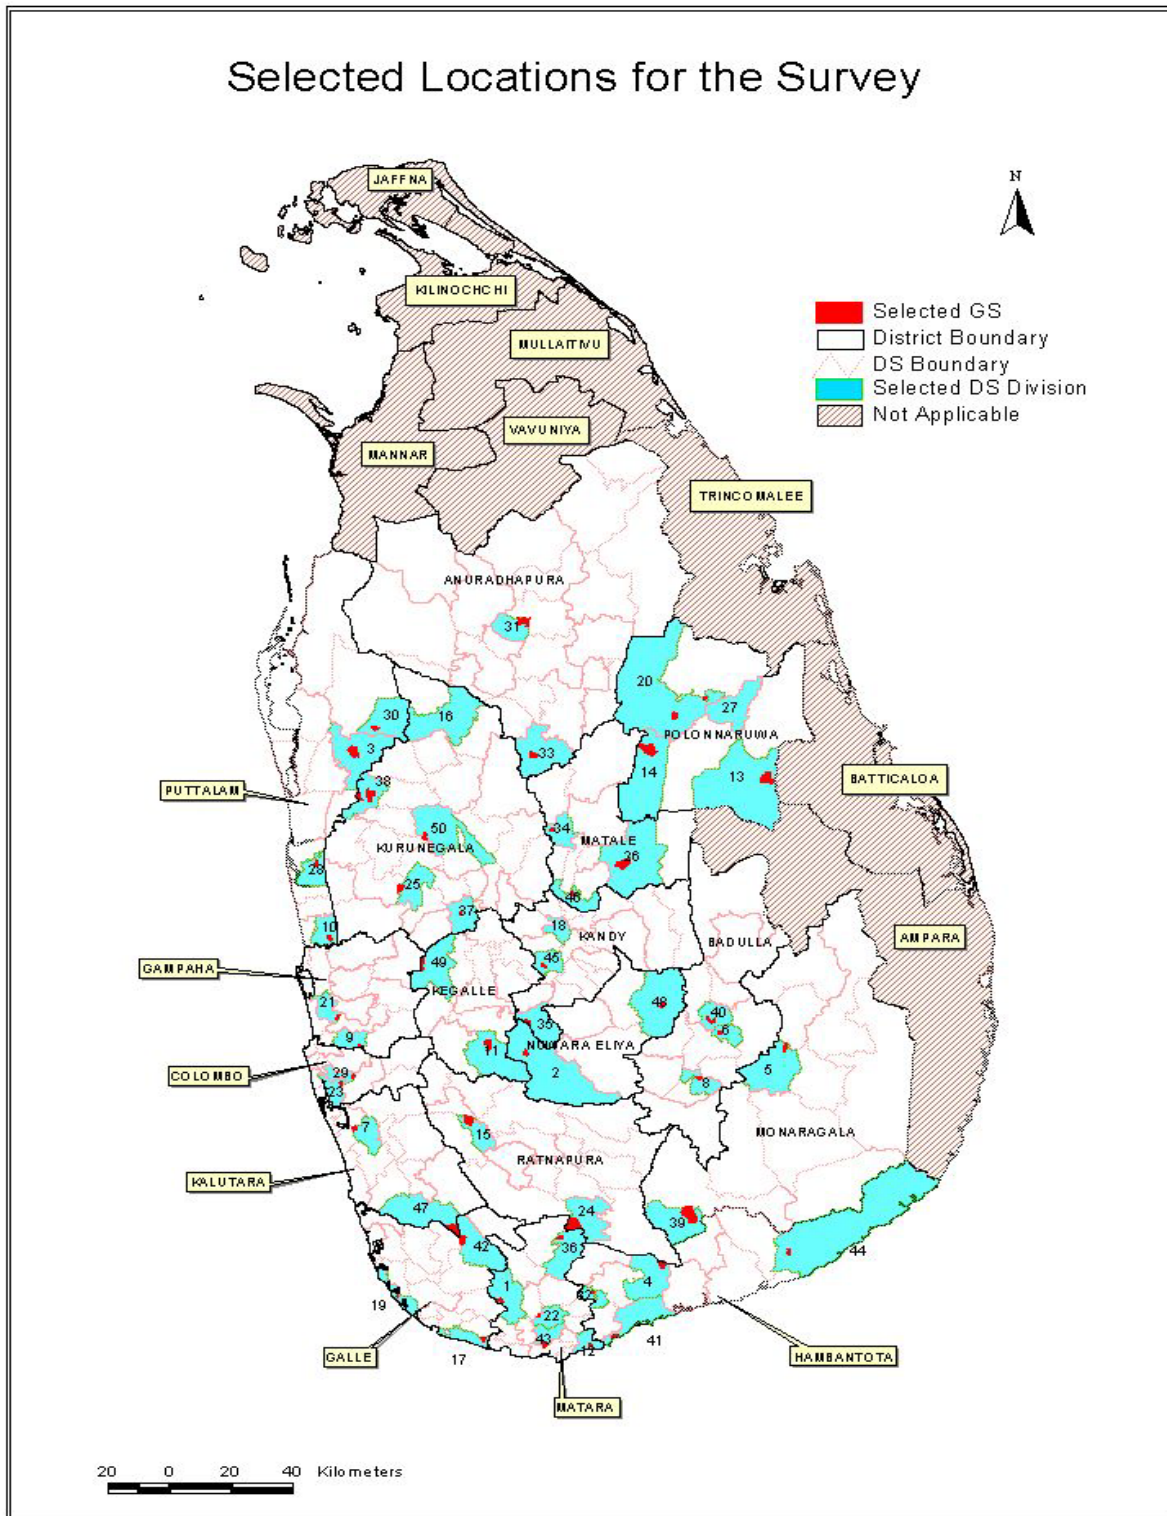 Selected Locations for the Survey
N
JAFFNA
KILINOCHCHI
Selected GS
District Boundary
MULLAITIVU
DS Boundary
Selected DS Division
Not Applicable
VAVUNIYA
MANNAR
TRINCOMALEE
ANURADHAPURA
31
20
27
30
16
POLONNARUWA
3
33
14
13
BATTICALOA
38
PUTTALAM
50
34
MATALE
KURUNEGALA
26
28
25
46
37
10
18
KANDY
BADULLA
AMPARA
GAMPAHA
49
45
KEGALLE
21
48
40
35
6
9
NUWARA ELIYA
11
COLOMBO
29
2
5
23
8
7
15
MONARAGALA
RATNAPURA
KALUTARA
47
24
39
42
36
44
1
4
19
22
43
12
41
GALLE
17
HAMBANTOTA
MATARA
20 0 20 40 Kilometers